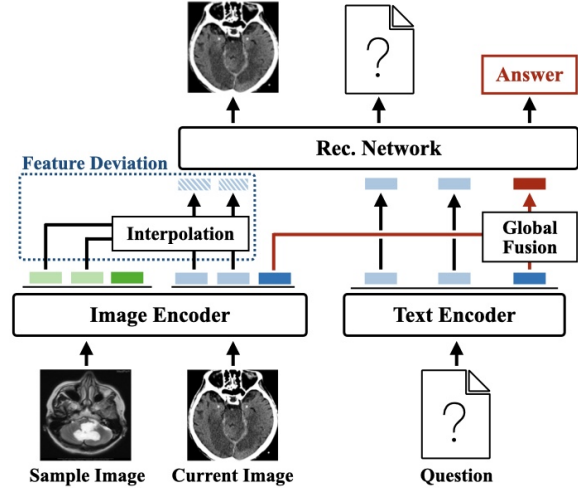 ?
Answer
Rec. Network
Feature Deviation
Interpolation
Global
Fusion
Image Encoder
Text Encoder
?
Sample Image
Current Image
Question